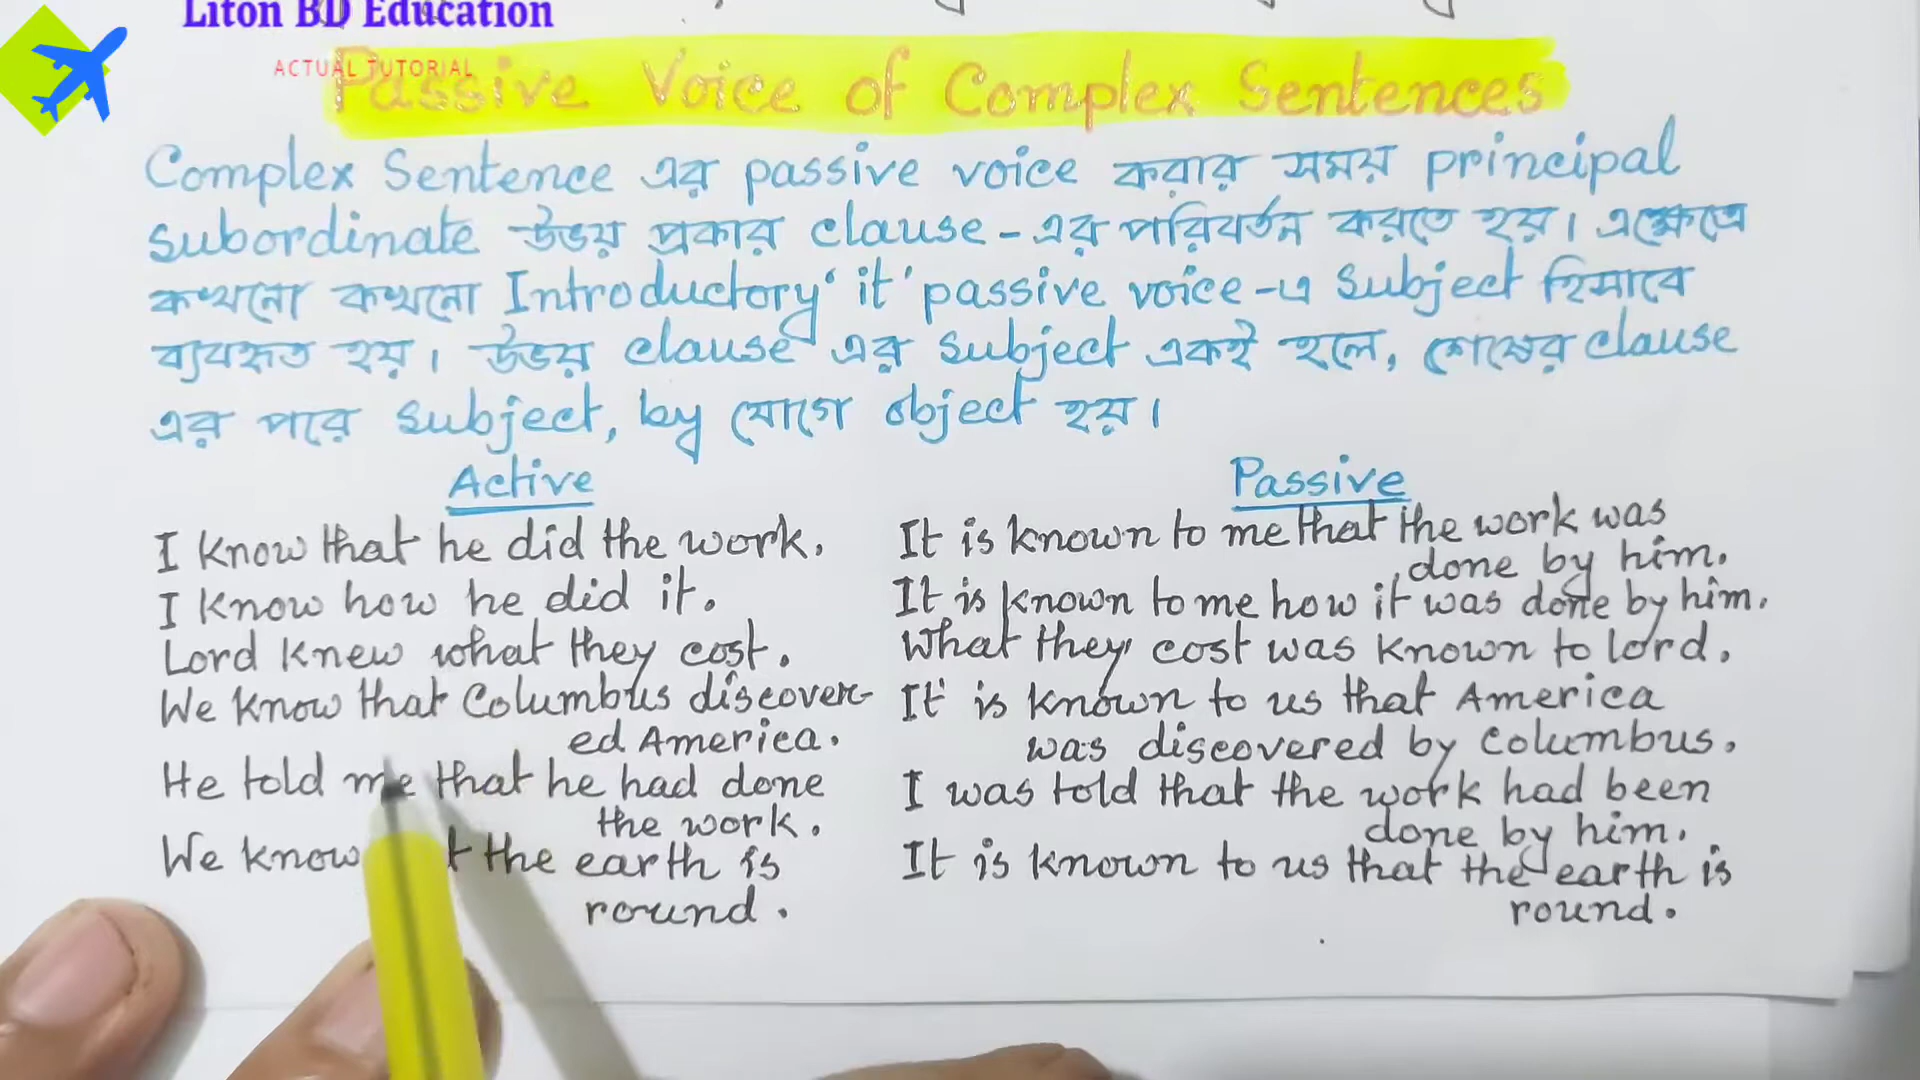 Liton BD Education
ACTUAL TUTORIAL
Passive Voice of Complex Sentences
Complex Sentence এর passive voice করার সময় principal
subordinate উভয় প্রকার clause-এর পরিবর্তন করতে হয়। এক্ষেত্রে
কখনো কখনো Introductory 'it' passive voice-এ subject হিসাবে
ব্যবহৃত হয়। উভয় clause এর subject একই হলে, শেষের clause
এর পরে subject, by যোগে object হয়।
Active
Passive
I know that he did the work.
It is known to me that the work was
done by him.
I know how he did it.
It is known to me how it was done by him.
Lord knew what they cost.
What they cost was known to lord.
We know that Columbus discover-
ed America.
It is known to us that America
was discovered by Columbus.
He told me that he had done
the work.
I was told that the work had been
done by him.
We know t the earth is
round.
It is known to us that the earth is
round.